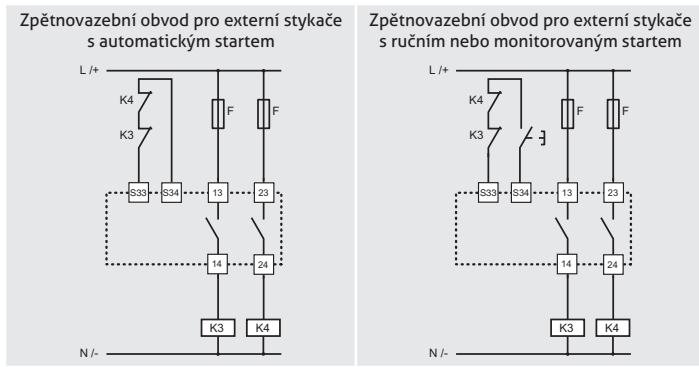 Zpětnovazební obvod pro externí stykače
s automatickým startem
L /+
K4
K3
F
F
S33
S34
13
23
14
24
K3
K4
N /-
Zpětnovazební obvod pro externí stykače
s ručním nebo monitorovaným startem
L /+
K4
K3
F
F
S33
S34
13
23
14
24
K3
K4
N /-